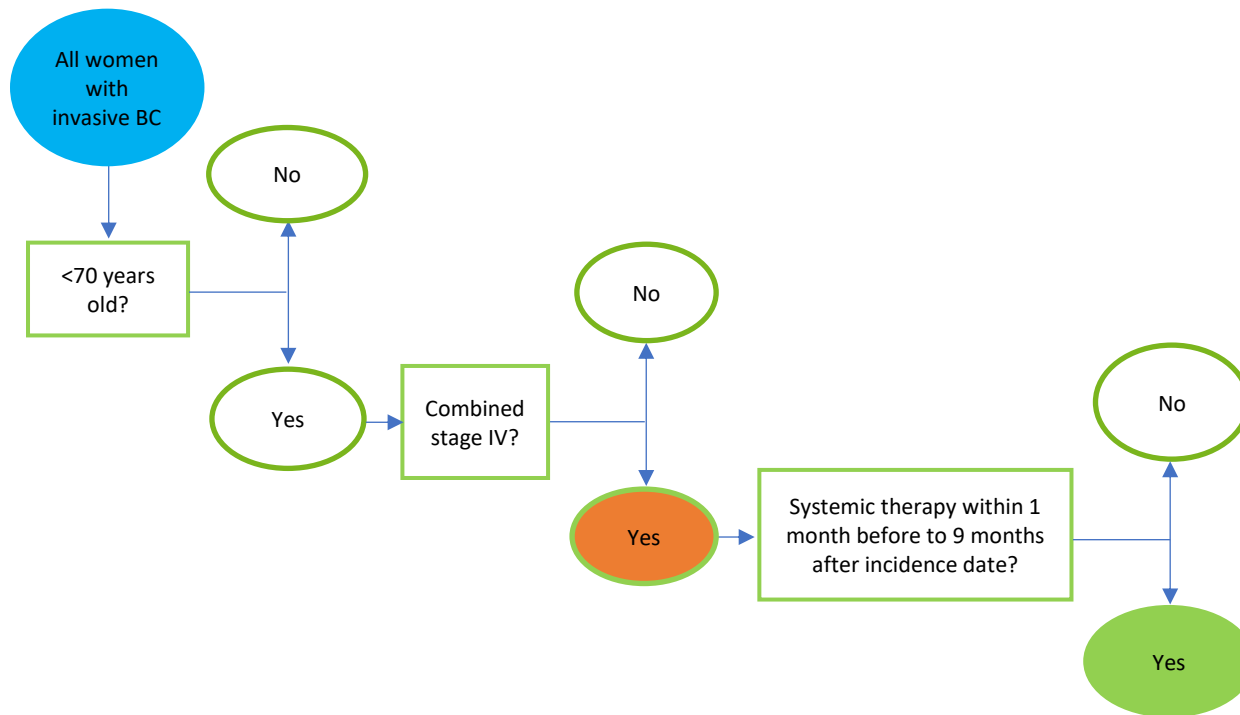 All women
with
invasive BC
No
<70 years
old?
Yes
Combined
stage IV?
No
Yes
Systemic therapy within 1
month before to 9 months
after incidence date?
No
Yes